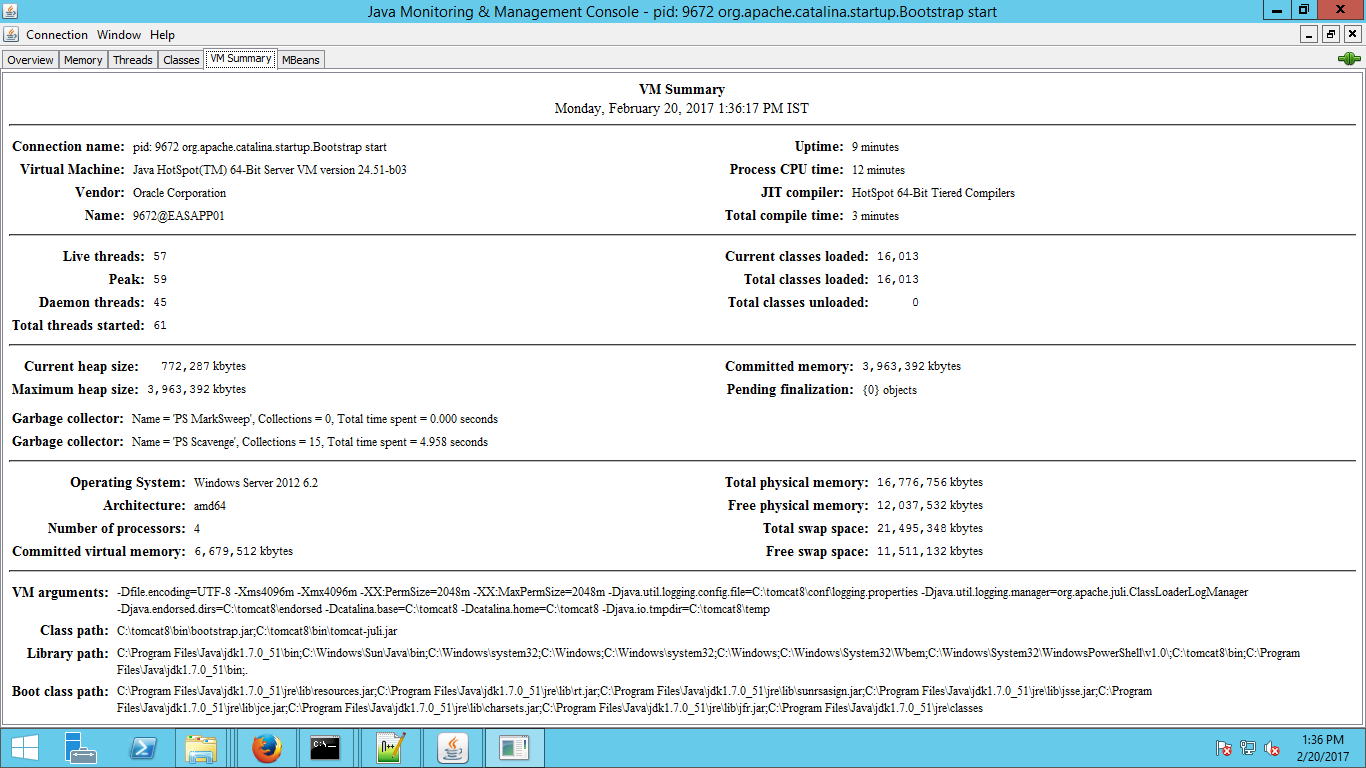 Java Monitoring & Management Console - pid: 9672 org.apache.catalina.startup.Bootstrap start
Connection Window Help
Overview Memory Threads Classes VM Summary MBeans
VM Summary
Monday, February 20, 2017 1:36:17 PM IST
Connection name: pid: 9672 org.apache.catalina.startup.Bootstrap start
Virtual Machine: Java HotSpot(TM) 64-Bit Server VM version 24.51-b03
Vendor: Oracle Corporation
Name: 9672@EASAPP01
Uptime: 9 minutes
Process CPU time: 12 minutes
JIT compiler: HotSpot 64-Bit Tiered Compilers
Total compile time: 3 minutes
Live threads: 57
Peak: 59
Daemon threads: 45
Total threads started: 61
Current classes loaded: 16,013
Total classes loaded: 16,013
Total classes unloaded: 0
Current heap size: 772,287 kbytes
Maximum heap size: 3,963,392 kbytes
Committed memory: 3,963,392 kbytes
Pending finalization: {0} objects
Garbage collector: Name = 'PS MarkSweep', Collections = 0, Total time spent = 0.000 seconds
Garbage collector: Name = 'PS Scavenge', Collections = 15, Total time spent = 4.958 seconds
Operating System: Windows Server 2012 6.2
Architecture: amd64
Number of processors: 4
Committed virtual memory: 6,679,512 kbytes
Total physical memory: 16,776,756 kbytes
Free physical memory: 12,037,532 kbytes
Total swap space: 21,495,348 kbytes
Free swap space: 11,511,132 kbytes
VM arguments: -Dfile.encoding=UTF-8 -Xms4096m -Xmx4096m -XX:PermSize=2048m -XX:MaxPermSize=2048m -Djava.util.logging.config.file=C:\tomcat8\conf\logging.properties -Djava.util.logging.manager=org.apache.juli.ClassLoaderLogManager
-Djava.endorsed.dirs=C:\tomcat8\endorsed -Dcatalina.base=C:\tomcat8 -Dcatalina.home=C:\tomcat8 -Djava.io.tmpdir=C:\tomcat8\temp
Class path: C:\tomcat8\bin\bootstrap.jar;C:\tomcat8\bin\tomcat-juli.jar
Library path: C:\Program Files\Java\jdk1.7.0_51\bin;C:\Windows\Sun\Java\bin;C:\Windows\system32;C:\Windows;C:\Windows\system32;C:\Windows;C:\Windows\System32\Wbem;C:\Windows\System32\WindowsPowerShell\v1.0\;C:\tomcat8\bin;C:\Program
Files\Java\jdk1.7.0_51\bin;.
Boot class path: C:\Program Files\Java\jdk1.7.0_51\jre\lib\resources.jar;C:\Program Files\Java\jdk1.7.0_51\jre\lib\rt.jar;C:\Program Files\Java\jdk1.7.0_51\jre\lib\sunrsasign.jar;C:\Program Files\Java\jdk1.7.0_51\jre\lib\jsse.jar;C:\Program
Files\Java\jdk1.7.0_51\jre\lib\jce.jar;C:\Program Files\Java\jdk1.7.0_51\jre\lib\charsets.jar;C:\Program Files\Java\jdk1.7.0_51\jre\lib\jfr.jar;C:\Program Files\Java\jdk1.7.0_51\jre\classes
1:36 PM
2/20/2017